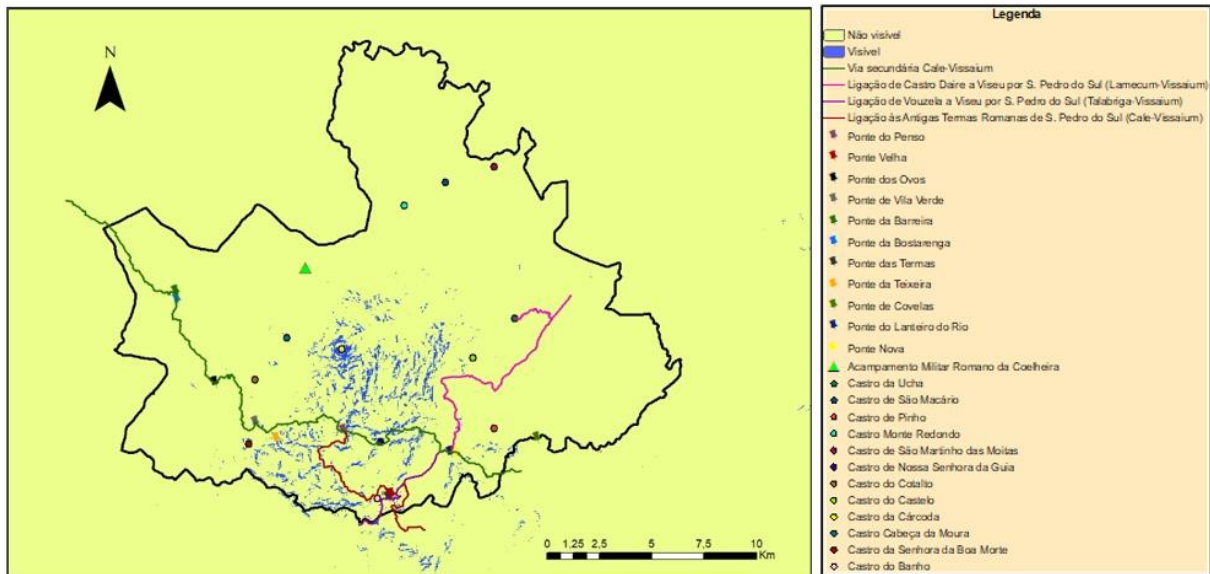 N
0 1,25 2,5 5 7,5 10
Km
Legenda
Não visível
Visível
Via secundária Cale-Vissaium
Ligação de Castro Daire a Viseu por S. Pedro do Sul (Lamecum-Vissaium)
Ligação de Vouzela a Viseu por S. Pedro do Sul (Talabriga-Vissaium)
Ligação às Antigas Termas Romanas de S. Pedro do Sul (Cale-Vissaium)
Ponte do Penso
Ponte Velha
Ponte dos Ovos
Ponte de Vila Verde
Ponte da Barreira
Ponte da Bostarenga
Ponte das Termas
Ponte da Teixeira
Ponte de Covelas
Ponte do Lanteiro do Rio
Ponte Nova
Acampamento Militar Romano da Coelheira
Castro da Ucha
Castro de São Macário
Castro de Pinho
Castro Monte Redondo
Castro de São Martinho das Moitas
Castro de Nossa Senhora da Guia
Castro do Cotalto
Castro do Castelo
Castro da Cárcoda
Castro Cabeça da Moura
Castro da Senhora da Boa Morte
Castro do Banho